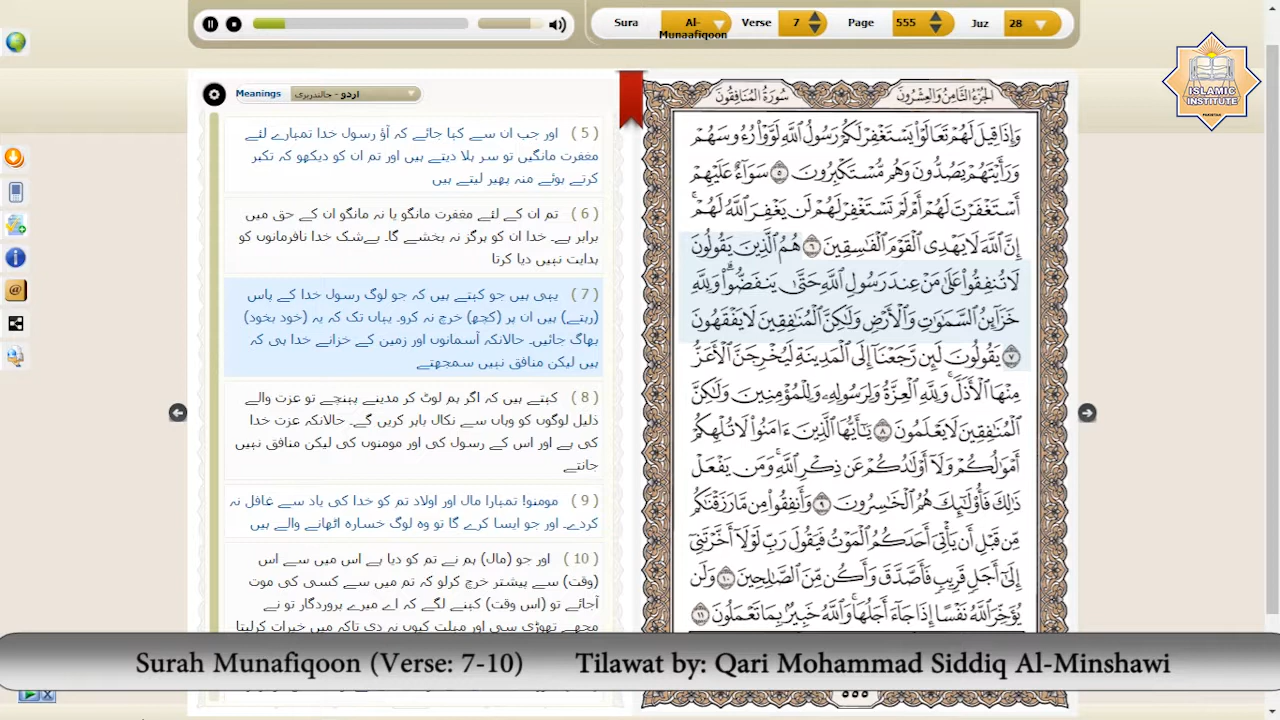 Sura
Al-Munaafiqoon
Verse
7
Page
555
Juz
28
ISLAMIC
INSTITUTE
PAKISTAN
Meanings
اردو - جالندربری
( 5 ) اور جب ان سے کہا جائے کہ آؤ رسول خدا تمہارے لئے
مغفرت مانگیں تو سر ہلا دیتے ہیں اور تم ان کو دیکھو کہ تکبر
کرتے ہوئے منہ پھیر لیتے ہیں
( 6 ) تم ان کے لئے مغفرت مانگو یا نہ مانگو ان کے حق میں
برابر ہے۔ خدا ان کو ہرگز نہ بخشے گا۔ بےشک خدا نافرمانوں کو
ہدایت نہیں دیا کرتا
( 7 ) یہی ہیں جو کہتے ہیں کہ جو لوگ رسول خدا کے پاس
(رہتے) ہیں ان پر (کچھ) خرچ نہ کرو۔ یہاں تک کہ یہ (خود بخود)
بھاگ جائیں۔ حالانکہ آسمانوں اور زمین کے خزانے خدا ہی کہ
ہیں لیکن منافق نہیں سمجھتے
( 8 ) کہتے ہیں کہ اگر ہم لوٹ کر مدینے پہنچے تو عزت والے
ذلیل لوگوں کو وہاں سے نکال باہر کریں گے۔ حالانکہ عزت خدا
کی ہے اور اس کے رسول کی اور مومنوں کی لیکن منافق نہیں
جانتے
( 9 ) مومنو! تمہارا مال اور اولاد تم کو خدا کی یاد سے غافل نہ
کردے۔ اور جو ایسا کرے گا تو وہ لوگ خسارہ اٹھانے والے ہیں
( 10 ) اور جو (مال) ہم نے تم کو دیا ہے اس میں سے اس
(وقت) سے پیشتر خرچ کرلو کہ تم میں سے کسی کی موت
آجائے تو (اس وقت) کہنے لگے کہ اے میرے پروردگار تو نے
مجھے تھوڑی سی اور مہلت کیوں نہ دی تاکہ میں خیرات کرلیتا
الجزء الثامن والعشرون
سورة المنافقون
وَإِذَا قِيلَ لَهُمْ تَعَالَوْا۟ يَسْتَغْفِرْ لَكُمْ رَسُولُ ٱللَّهِ لَوَّوْا۟ رُءُوسَهُمْ
وَرَأَيْتَهُمْ يَصُدُّونَ وَهُم مُّسْتَكْبِرُونَ ٥ سَوَآءٌ عَلَيْهِمْ
أَسْتَغْفَرْتَ لَهُمْ أَمْ لَمْ تَسْتَغْفِرْ لَهُمْ لَن يَغْفِرَ ٱللَّهُ لَهُمْ ۚ
إِنَّ ٱللَّهَ لَا يَهْدِى ٱلْقَوْمَ ٱلْفَـٰسِقِينَ ٦ هُمُ ٱلَّذِينَ يَقُولُونَ
لَا تُنفِقُوا۟ عَلَىٰ مَنْ عِندَ رَسُولِ ٱللَّهِ حَتَّىٰ يَنفَضُّوا۟ ۗ وَلِلَّهِ
خَزَآئِنُ ٱلسَّمَـٰوَٰتِ وَٱلْأَرْضِ وَلَـٰكِنَّ ٱلْمُنَـٰفِقِينَ لَا يَفْقَهُونَ
٧ يَقُولُونَ لَئِن رَّجَعْنَآ إِلَى ٱلْمَدِينَةِ لَيُخْرِجَنَّ ٱلْأَعَزُّ
مِنْهَا ٱلْأَذَلَّ ۚ وَلِلَّهِ ٱلْعِزَّةُ وَلِرَسُولِهِۦ وَلِلْمُؤْمِنِينَ وَلَـٰكِنَّ
ٱلْمُنَـٰفِقِينَ لَا يَعْلَمُونَ ٨ يَـٰٓأَيُّهَا ٱلَّذِينَ ءَامَنُوا۟ لَا تُلْهِكُمْ
أَمْوَٰلُكُمْ وَلَآ أَوْلَـٰدُكُمْ عَن ذِكْرِ ٱللَّهِ ۚ وَمَن يَفْعَلْ
ذَٰلِكَ فَأُو۟لَـٰٓئِكَ هُمُ ٱلْخَـٰسِرُونَ ٩ وَأَنفِقُوا۟ مِن مَّا رَزَقْنَـٰكُم
مِّن قَبْلِ أَن يَأْتِىَ أَحَدَكُمُ ٱلْمَوْتُ فَيَقُولَ رَبِّ لَوْلَآ أَخَّرْتَنِىٓ
إِلَىٰٓ أَجَلٍ قَرِيبٍ فَأَصَّدَّقَ وَأَكُن مِّنَ ٱلصَّـٰلِحِينَ ١٠ وَلَن
يُؤَخِّرَ ٱللَّهُ نَفْسًا إِذَا جَآءَ أَجَلُهَا ۚ وَٱللَّهُ خَبِيرٌۢ بِمَا تَعْمَلُونَ ١١
Surah Munafiqoon (Verse: 7-10) Tilawat by: Qari Mohammad Siddiq Al-Minshawi
٥٥٥